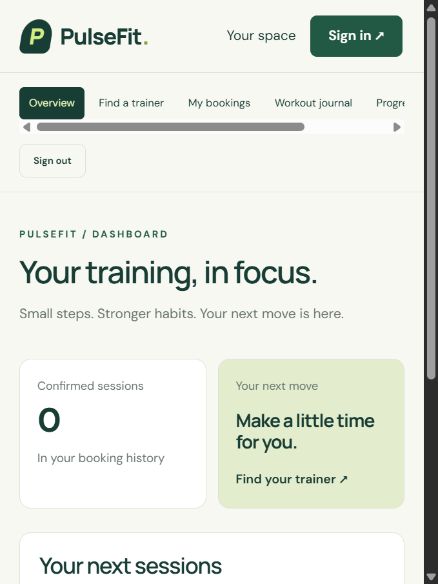 P PulseFit.
Your space
Sign in ↗
Overview
Find a trainer
My bookings
Workout journal
Progre
Sign out
PULSEFIT / DASHBOARD
Your training, in focus.
Small steps. Stronger habits. Your next move is here.
Confirmed sessions
0
In your booking history
Your next move
Make a little time
for you.
Find your trainer ↗
Your next sessions